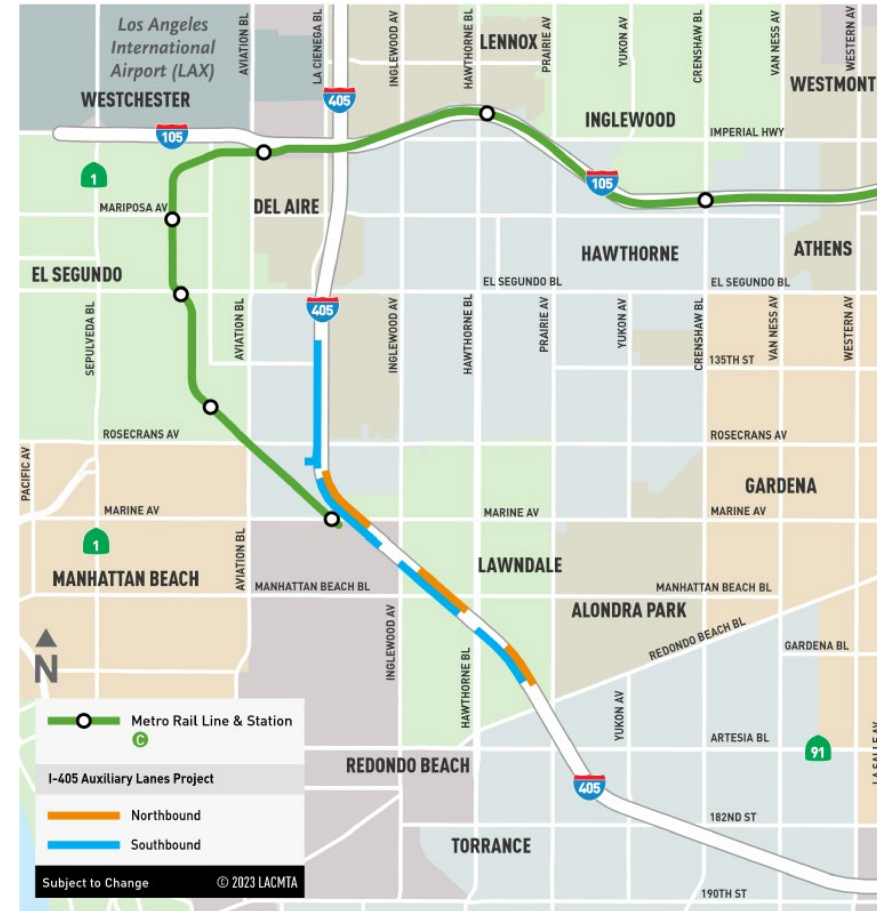 Los Angeles
International
Airport (LAX)
WESTCHESTER
AVIATION BL
LA CIENEGA BL
405
INGLEWOOD AV
HAWTHORNE BL
LENNOX
PRAIRIE AV
YUKON AV
CRENSHAW BL
VAN NESS AV
WESTERN AV
WESTMONT
INGLEWOOD
IMPERIAL HWY
105
105
1
MARIPOSA AV
DEL AIRE
HAWTHORNE
ATHENS
EL SEGUNDO
EL SEGUNDO BL
EL SEGUNDO BL
SEPULVEDA BL
AVIATION BL
405
INGLEWOOD AV
HAWTHORNE BL
PRAIRIE AV
YUKON AV
CRENSHAW BL
VAN NESS AV
WESTERN AV
135TH ST
ROSECRANS AV
ROSECRANS AV
PACIFIC AV
GARDENA
MARINE AV
MARINE AV
MARINE AV
1
MANHATTAN BEACH
AVIATION BL
MANHATTAN BEACH BL
LAWNDALE
MANHATTAN BEACH BL
ALONDRA PARK
REDONDO BEACH BL
GARDENA BL
N
INGLEWOOD AV
HAWTHORNE BL
YUKON AV
ARTESIA BL
91
LA SALLE AV
REDONDO BEACH
405
182ND ST
TORRANCE
190TH ST
Metro Rail Line & Station
C
I-405 Auxiliary Lanes Project
Northbound
Southbound
Subject to Change © 2023 LACMTA